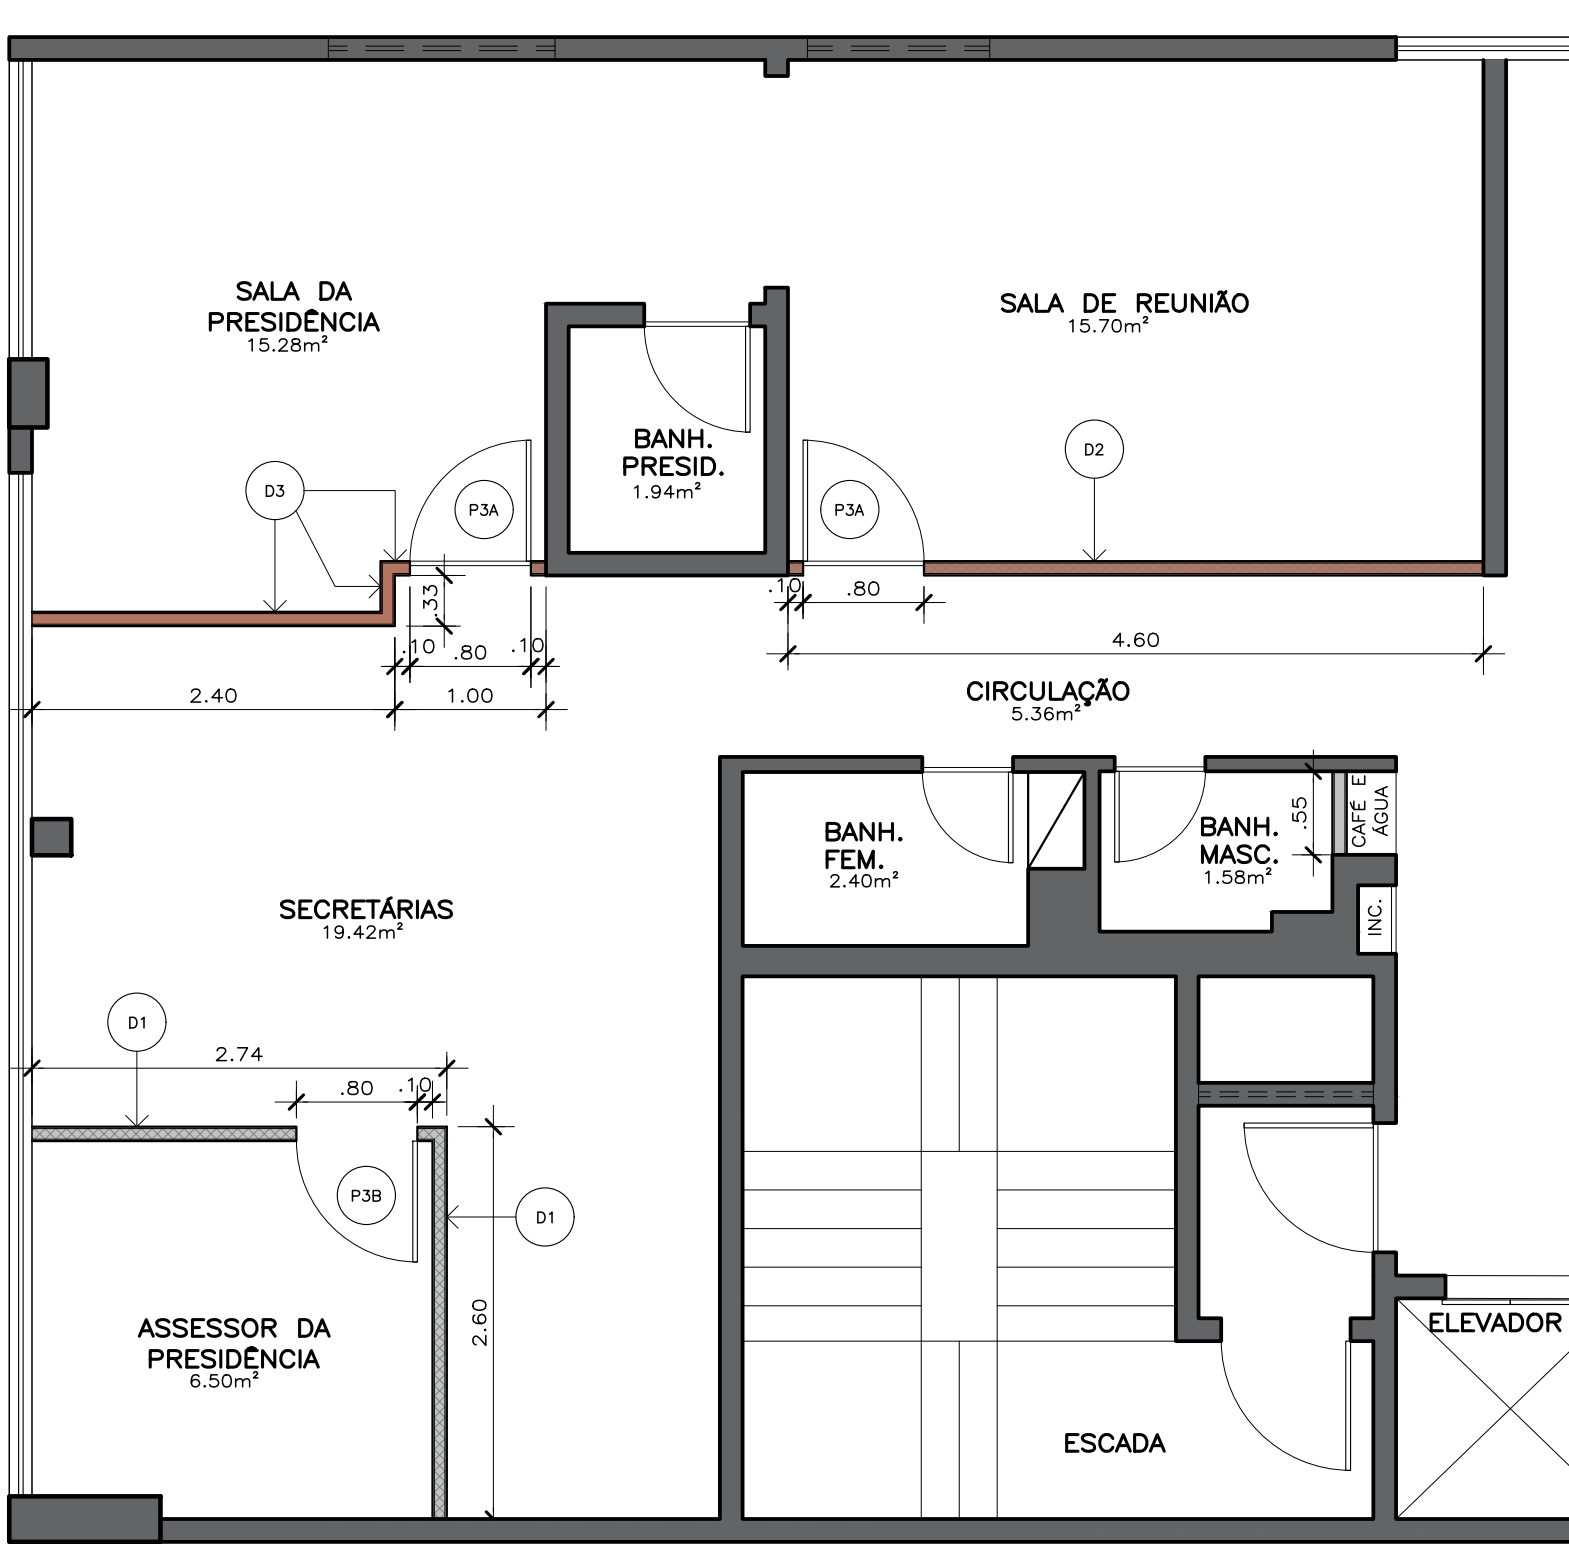 SALA DA
PRESIDÊNCIA
15.28m²
SALA DE REUNIÃO
15.70m²
BANH.
PRESID.
1.94m²
D2
D3
P3A
P3A
.10
.80
.33
.10
.80
.10
4.60
2.40
1.00
CIRCULAÇÃO
5.36m²
BANH.
FEM.
2.40m²
BANH.
MASC.
1.58m²
.55
CAFÉ E
ÁGUA
INC.
SECRETÁRIAS
19.42m²
D1
2.74
.80
.10
P3B
D1
2.60
ASSESSOR DA
PRESIDÊNCIA
6.50m²
ELEVADOR
ESCADA